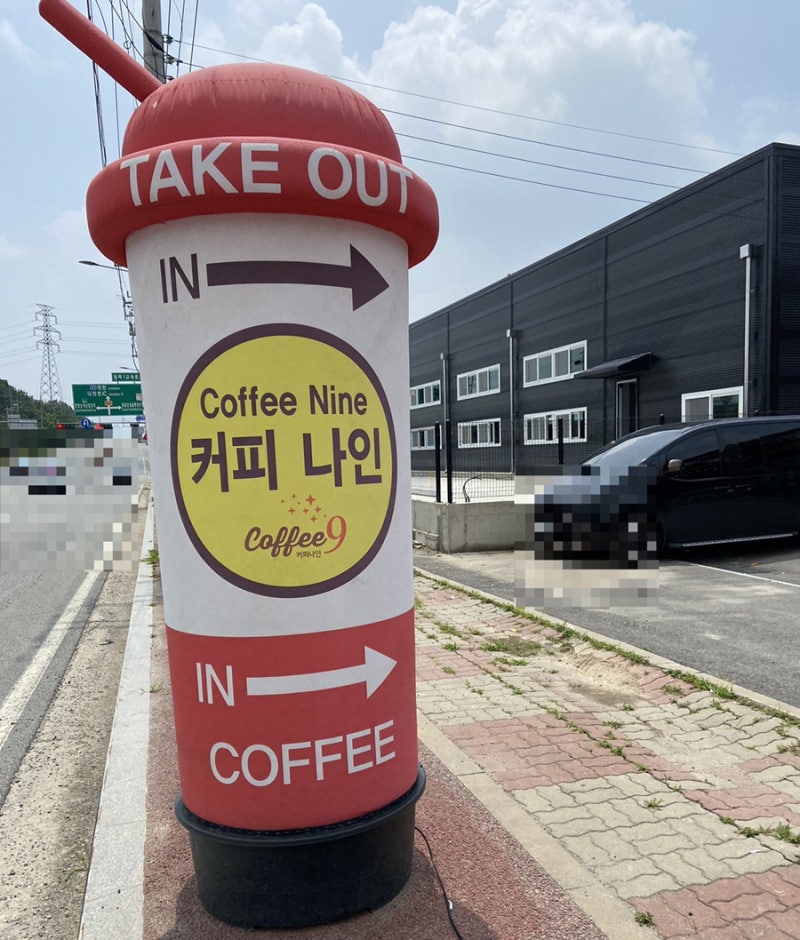 TAKE OUT
IN
Coffee Nine
커피 나인
Coffee9
커피나인
IN
COFFEE